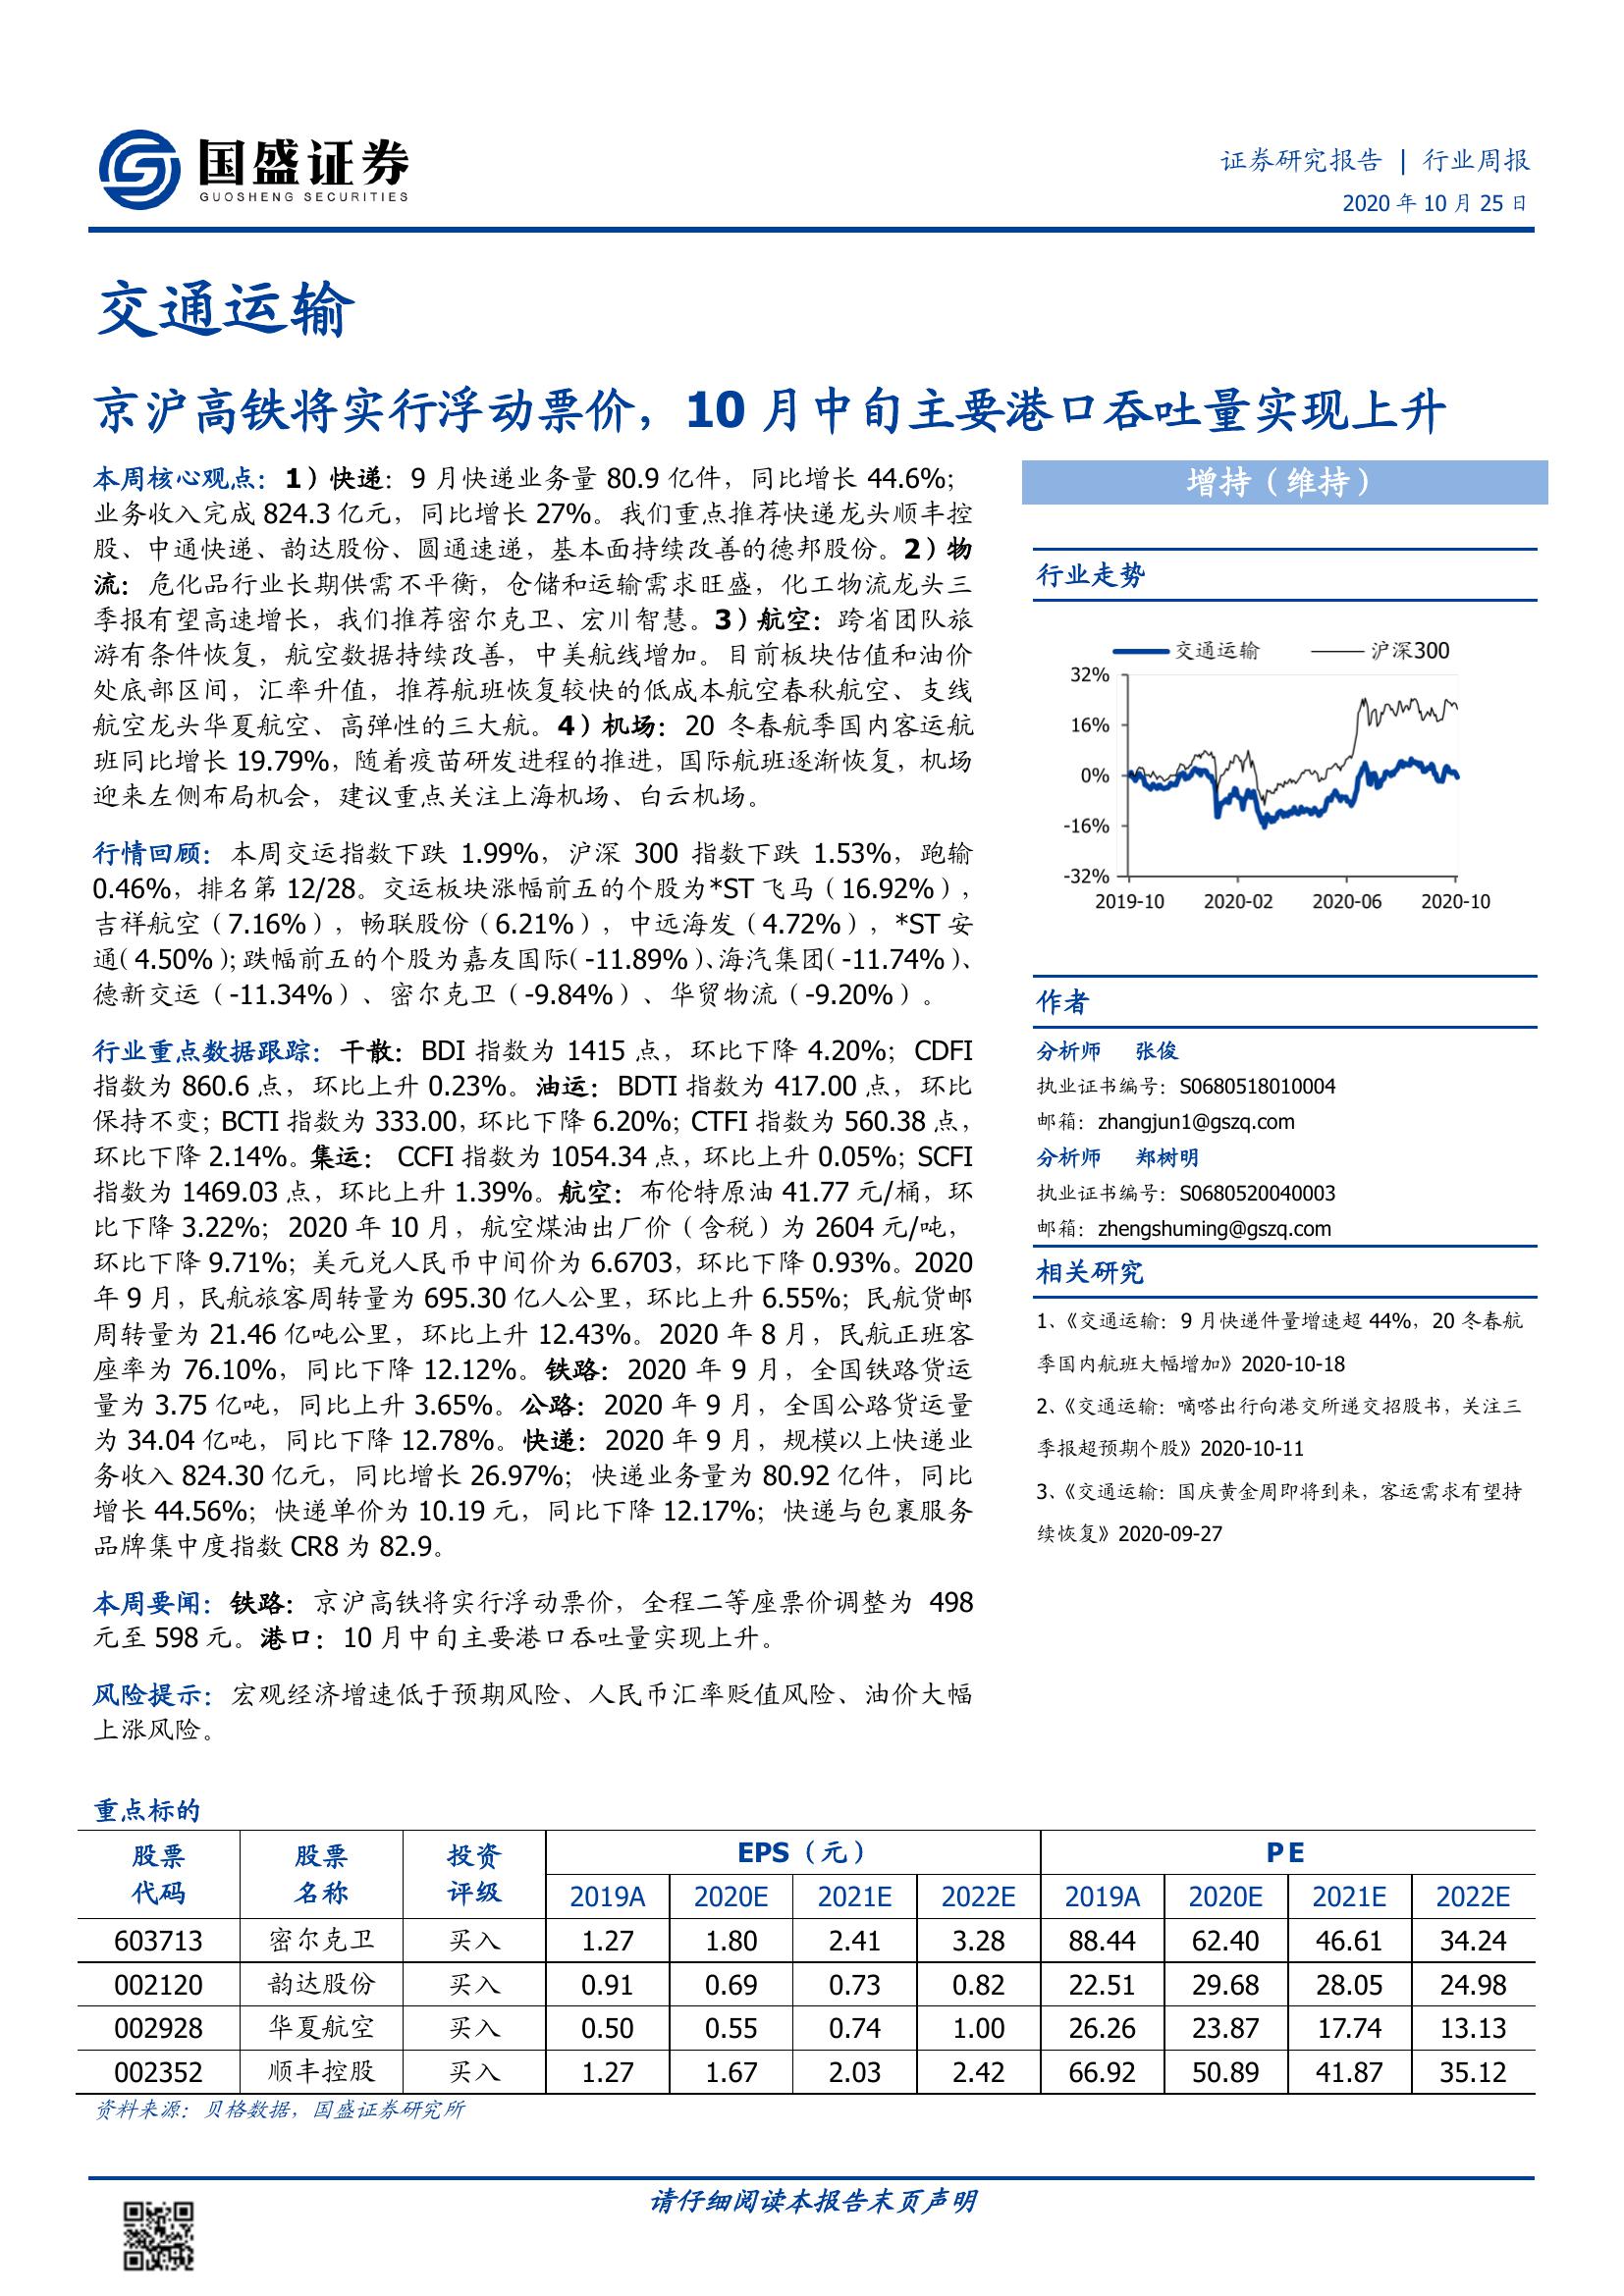 国盛证券
GUOSHENG SECURITIES
证券研究报告 | 行业周报
2020 年 10 月 25 日
交通运输
京沪高铁将实行浮动票价，10 月中旬主要港口吞吐量实现上升
本周核心观点：1）快递：9 月快递业务量 80.9 亿件，同比增长 44.6%；
业务收入完成 824.3 亿元，同比增长 27%。我们重点推荐快递龙头顺丰控
股、中通快递、韵达股份、圆通速递，基本面持续改善的德邦股份。2）物
流：危化品行业长期供需不平衡，仓储和运输需求旺盛，化工物流龙头三
季报有望高速增长，我们推荐密尔克卫、宏川智慧。3）航空：跨省团队旅
游有条件恢复，航空数据持续改善，中美航线增加。目前板块估值和油价
处底部区间，汇率升值，推荐航班恢复较快的低成本航空春秋航空、支线
航空龙头华夏航空、高弹性的三大航。4）机场：20 冬春航季国内客运航
班同比增长 19.79%，随着疫苗研发进程的推进，国际航班逐渐恢复，机场
迎来左侧布局机会，建议重点关注上海机场、白云机场。
行情回顾：本周交运指数下跌 1.99%，沪深 300 指数下跌 1.53%，跑输
0.46%，排名第 12/28。交运板块涨幅前五的个股为*ST 飞马（16.92%），
吉祥航空（7.16%），畅联股份（6.21%），中远海发（4.72%），*ST 安
通（4.50%）；跌幅前五的个股为嘉友国际（-11.89%）、海汽集团（-11.74%）、
德新交运（-11.34%）、密尔克卫（-9.84%）、华贸物流（-9.20%）。
行业重点数据跟踪：干散：BDI 指数为 1415 点，环比下降 4.20%；CDFI
指数为 860.6 点，环比上升 0.23%。油运：BDTI 指数为 417.00 点，环比
保持不变；BCTI 指数为 333.00，环比下降 6.20%；CTFI 指数为 560.38 点，
环比下降 2.14%。集运： CCFI 指数为 1054.34 点，环比上升 0.05%；SCFI
指数为 1469.03 点，环比上升 1.39%。航空：布伦特原油 41.77 元/桶，环
比下降 3.22%；2020 年 10 月，航空煤油出厂价（含税）为 2604 元/吨，
环比下降 9.71%；美元兑人民币中间价为 6.6703，环比下降 0.93%。2020
年 9 月，民航旅客周转量为 695.30 亿人公里，环比上升 6.55%；民航货邮
周转量为 21.46 亿吨公里，环比上升 12.43%。2020 年 8 月，民航正班客
座率为 76.10%，同比下降 12.12%。铁路：2020 年 9 月，全国铁路货运
量为 3.75 亿吨，同比上升 3.65%。公路：2020 年 9 月，全国公路货运量
为 34.04 亿吨，同比下降 12.78%。快递：2020 年 9 月，规模以上快递业
务收入 824.30 亿元，同比增长 26.97%；快递业务量为 80.92 亿件，同比
增长 44.56%；快递单价为 10.19 元，同比下降 12.17%；快递与包裹服务
品牌集中度指数 CR8 为 82.9。
本周要闻：铁路：京沪高铁将实行浮动票价，全程二等座票价调整为 498
元至 598 元。港口：10 月中旬主要港口吞吐量实现上升。
风险提示：宏观经济增速低于预期风险、人民币汇率贬值风险、油价大幅
上涨风险。
增持（维持）
行业走势
交通运输 沪深300
32%
16%
0%
-16%
-32%
2019-10 2020-02 2020-06 2020-10
作者
分析师 张俊
执业证书编号：S0680518010004
邮箱：zhangjun1@gszq.com
分析师 郑树明
执业证书编号：S0680520040003
邮箱：zhengshuming@gszq.com
相关研究
1、《交通运输：9 月快递件量增速超 44%，20 冬春航
季国内航班大幅增加》2020-10-18
2、《交通运输：嘀嗒出行向港交所递交招股书，关注三
季报超预期个股》2020-10-11
3、《交通运输：国庆黄金周即将到来，客运需求有望持
续恢复》2020-09-27
重点标的
股票代码 股票名称 投资评级 EPS（元） PE
2019A 2020E 2021E 2022E 2019A 2020E 2021E 2022E
603713 密尔克卫 买入 1.27 1.80 2.41 3.28 88.44 62.40 46.61 34.24
002120 韵达股份 买入 0.91 0.69 0.73 0.82 22.51 29.68 28.05 24.98
002928 华夏航空 买入 0.50 0.55 0.74 1.00 26.26 23.87 17.74 13.13
002352 顺丰控股 买入 1.27 1.67 2.03 2.42 66.92 50.89 41.87 35.12
资料来源：贝格数据，国盛证券研究所
请仔细阅读本报告末页声明